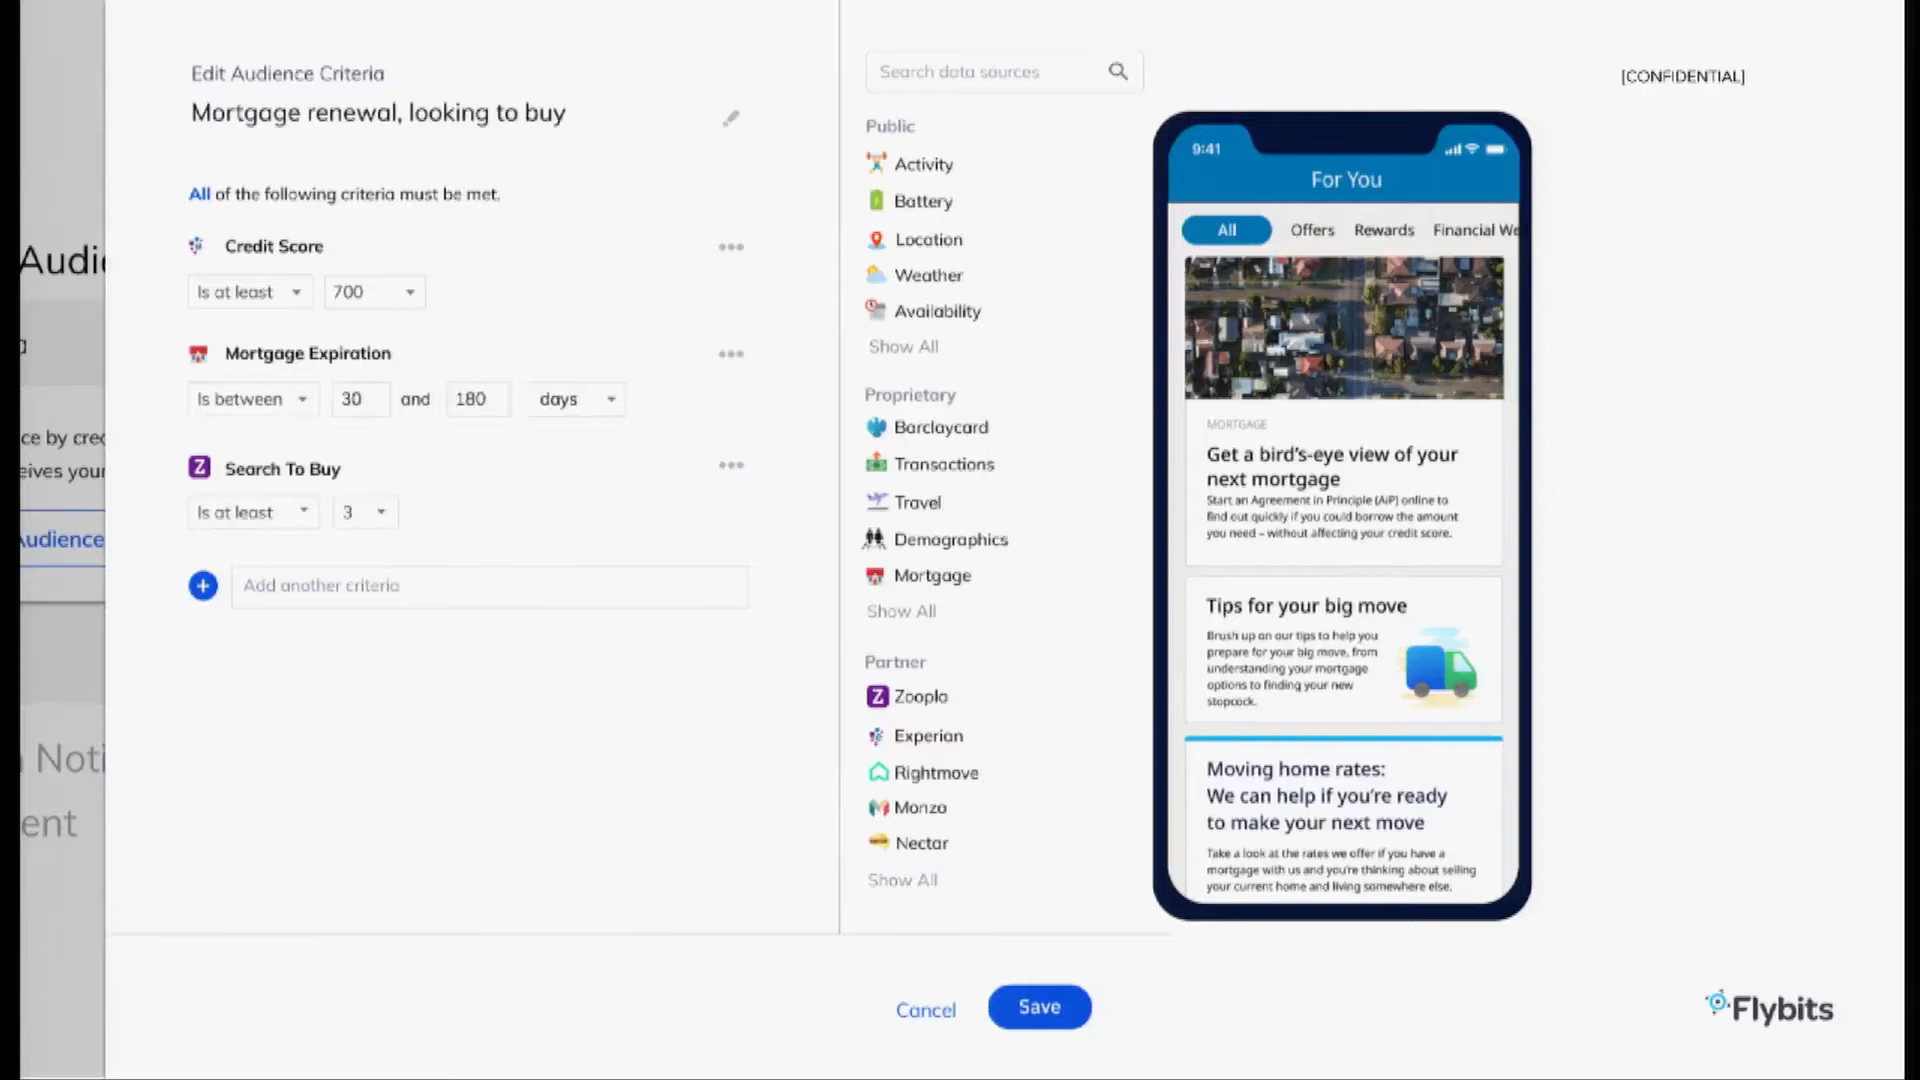 Edit Audience Criteria
Mortgage renewal, looking to buy
All of the following criteria must be met.
Credit Score
Is at least 700
Mortgage Expiration
Is between 30 and 180 days
Z Search To Buy
Is at least 3
Add another criteria
Search data sources
Public
Activity
Battery
Location
Weather
Availability
Show All
Proprietary
Barclaycard
Transactions
Travel
Demographics
Mortgage
Show All
Partner
Z Zoopla
Experian
Rightmove
Monzo
Nectar
Show All
Cancel
Save
[CONFIDENTIAL]
9:41
For You
All Offers Rewards Financial We
MORTGAGE
Get a bird's-eye view of your
next mortgage
Start an Agreement in Principle (AiP) online to
find out quickly if you could borrow the amount
you need – without affecting your credit score.
Tips for your big move
Brush up on our tips to help you
prepare for your big move, from
understanding your mortgage
options to finding your new
stopcock.
Moving home rates:
We can help if you're ready
to make your next move
Take a look at the rates we offer if you have a
mortgage with us and you're thinking about selling
your current home and living somewhere else.
Flybits
Audie
ce by cre
eives your
Audience
Noti
ent